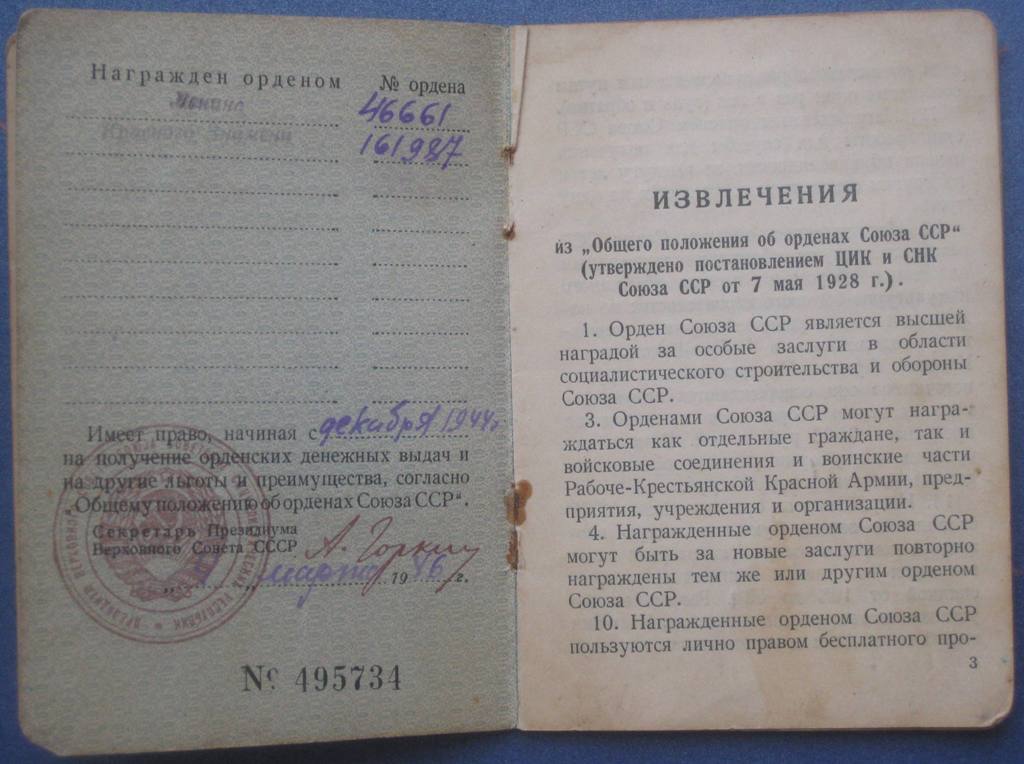 Награжден орденом № ордена
Ленина 46661
Красного Знамени 161987
Имеет право, начиная с декабря 1944г
на получение орденских денежных выдач и
на другие льготы и преимущества, согласно
„Общему положению об орденах Союза ССР“.
Секретарь Президиума
Верховного Совета СССР А. Горкин
„ “ марта 1946 г.
№ 495734
ИЗВЛЕЧЕНИЯ
из „Общего положения об орденах Союза ССР“
(утверждено постановлением ЦИК и СНК
Союза ССР от 7 мая 1928 г.).
1. Орден Союза ССР является высшей
наградой за особые заслуги в области
социалистического строительства и обороны
Союза ССР.
3. Орденами Союза ССР могут награ-
ждаться как отдельные граждане, так и
войсковые соединения и воинские части
Рабоче-Крестьянской Красной Армии, пред-
приятия, учреждения и организации.
4. Награжденные орденом Союза ССР
могут быть за новые заслуги повторно
награждены тем же или другим орденом
Союза ССР.
10. Награжденные орденом Союза ССР
пользуются лично правом бесплатного про-
3